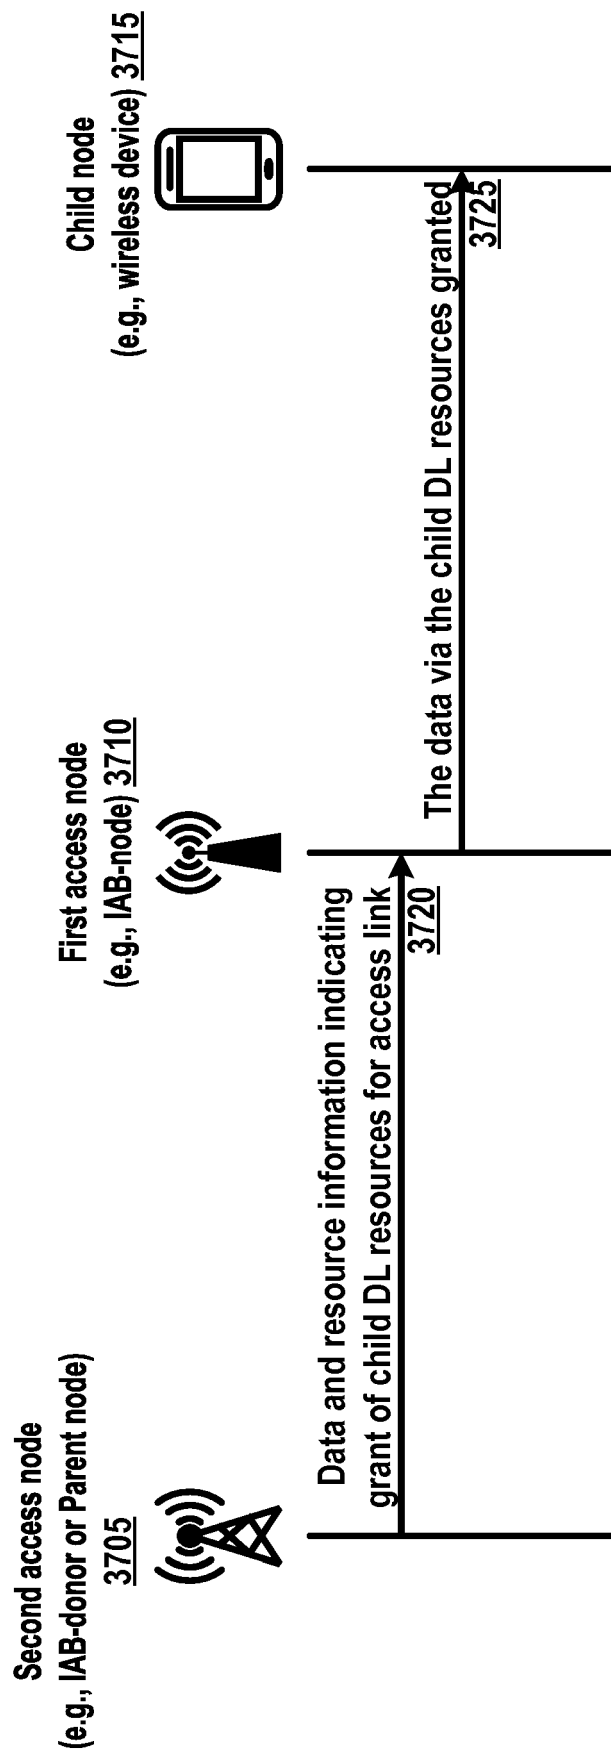 Second access node
(e.g., IAB-donor or Parent node)
3705
First access node
(e.g., IAB-node) 3710
Child node
(e.g., wireless device) 3715
Data and resource information indicating
grant of child DL resources for access link
3720
The data via the child DL resources granted
3725